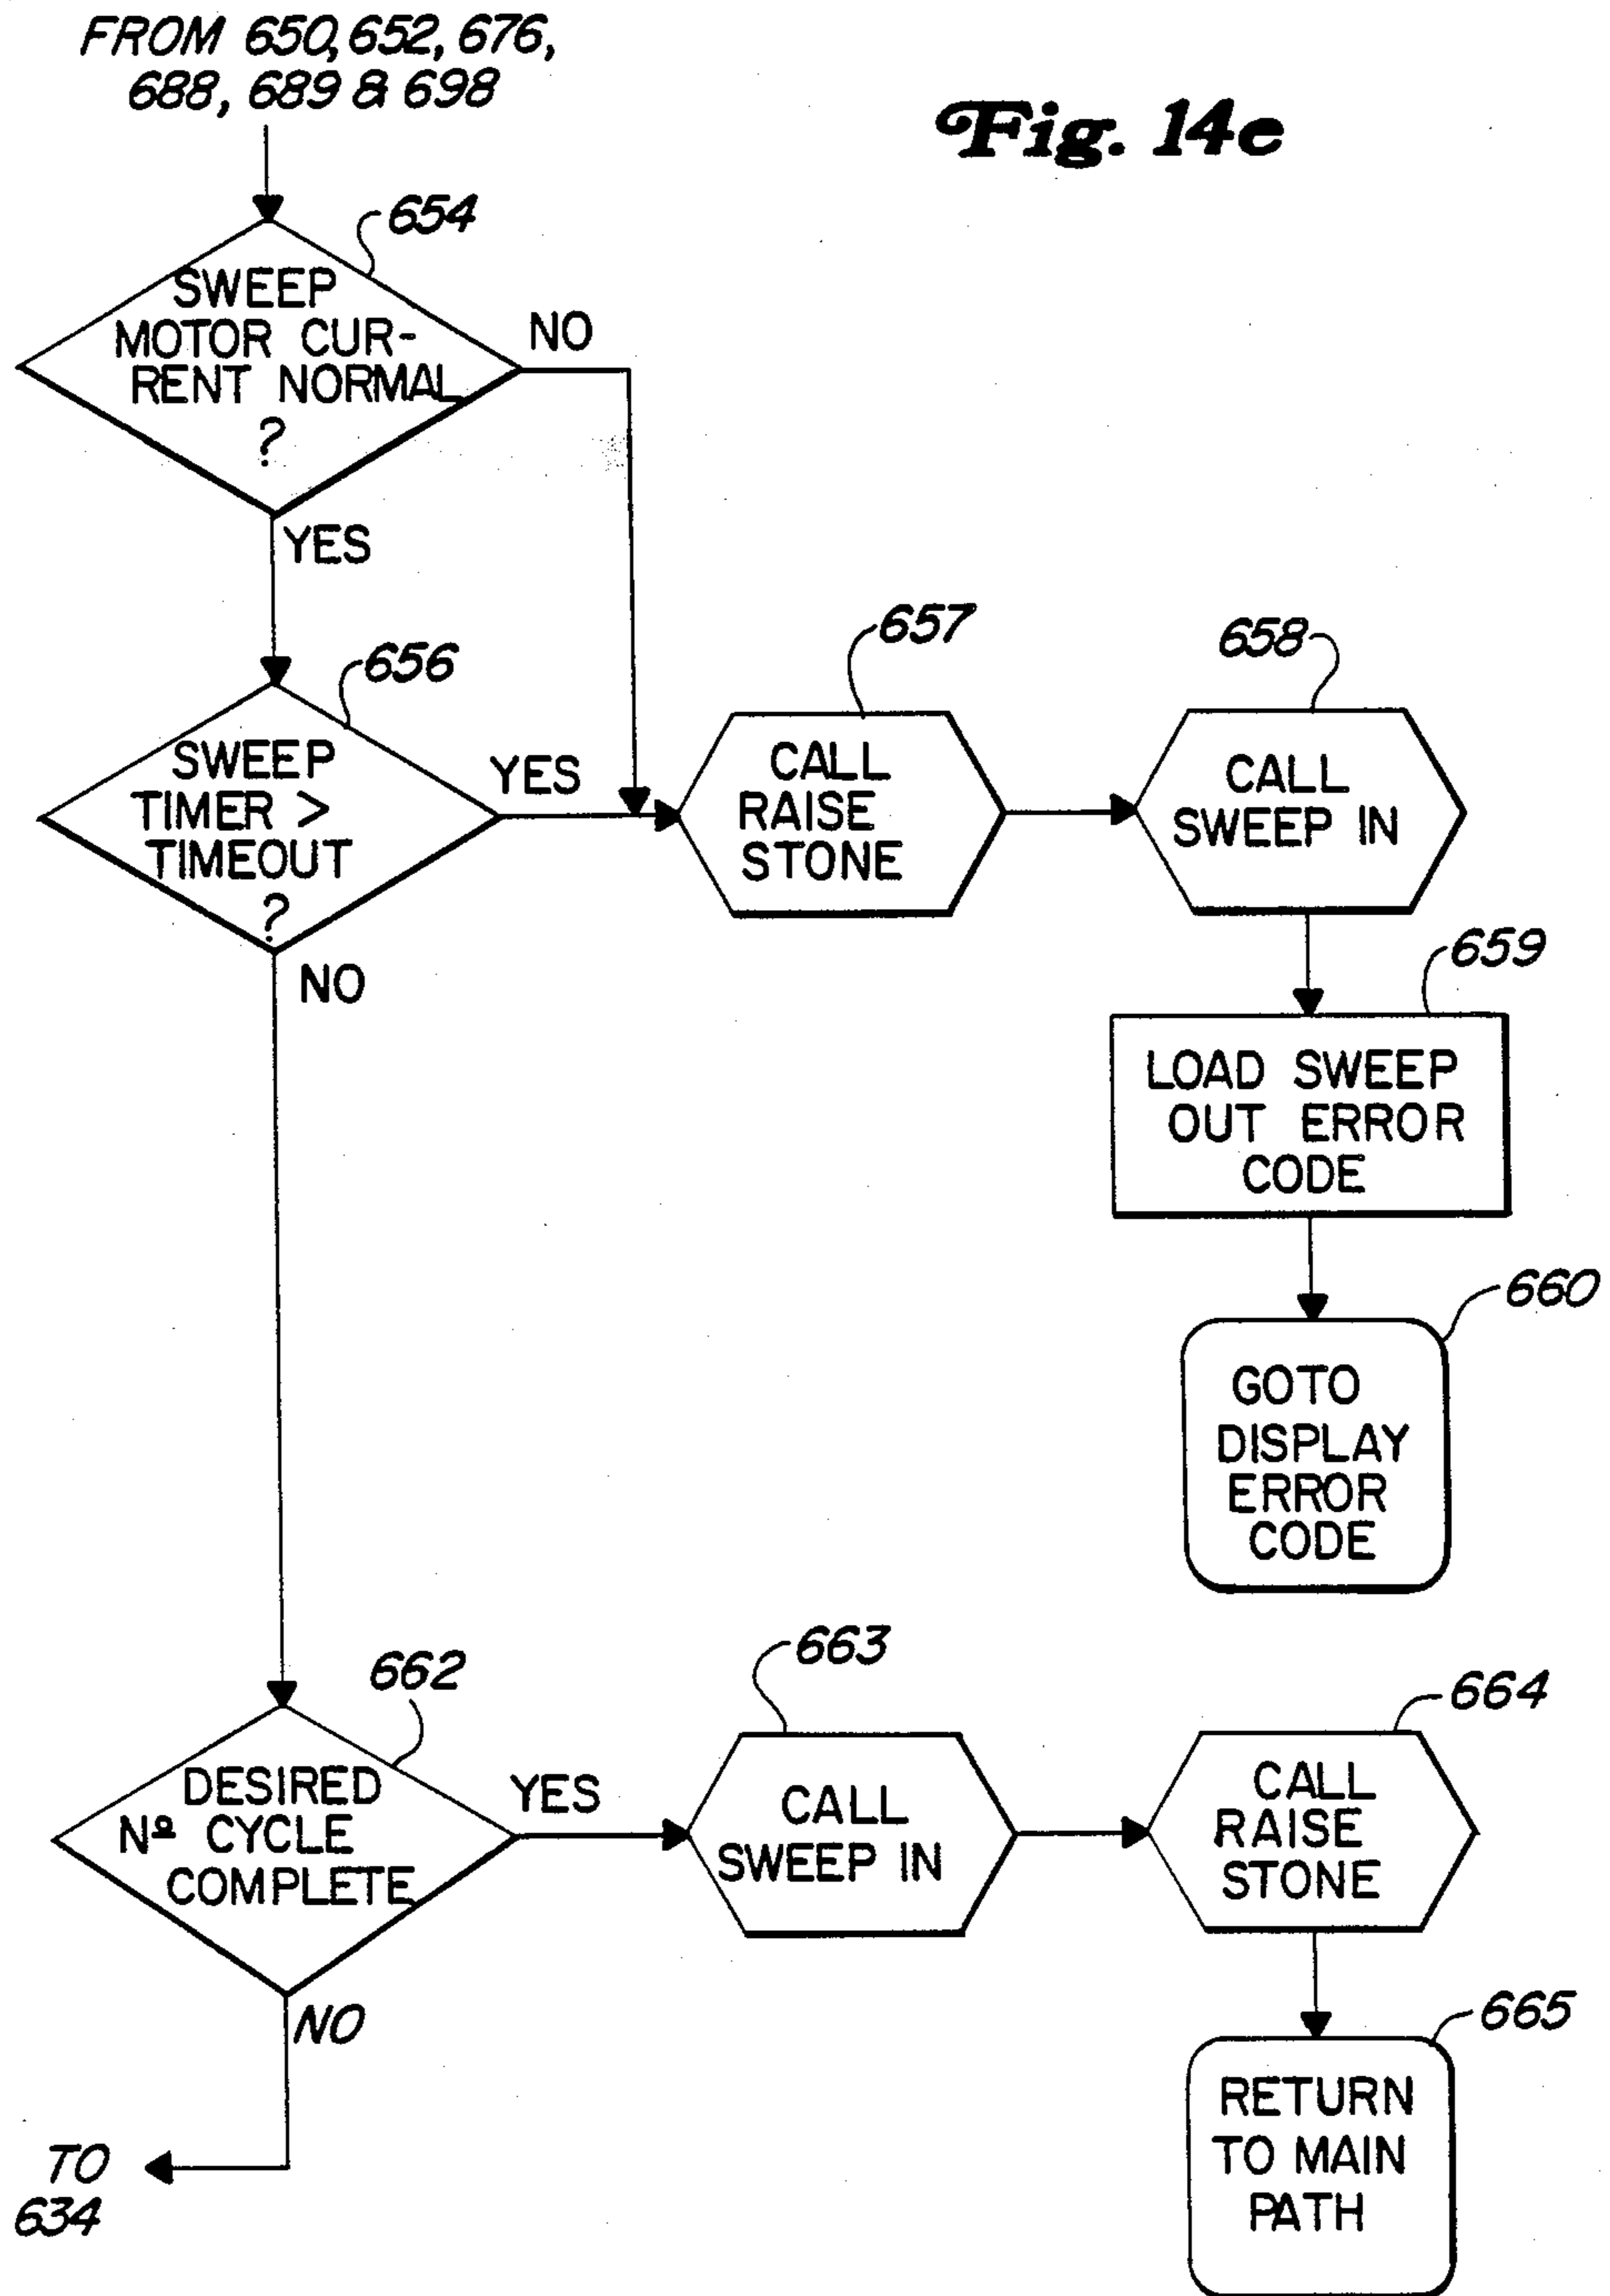 FROM 650, 652, 676,
688, 689 & 698
Fig. 14e
654
SWEEP
MOTOR CUR-
RENT NORMAL
?
NO
YES
656
SWEEP
TIMER >
TIMEOUT
?
YES
NO
657
CALL
RAISE
STONE
658
CALL
SWEEP IN
659
LOAD SWEEP
OUT ERROR
CODE
660
GOTO
DISPLAY
ERROR
CODE
662
DESIRED
Nº CYCLE
COMPLETE
YES
NO
TO
634
663
CALL
SWEEP IN
664
CALL
RAISE
STONE
665
RETURN
TO MAIN
PATH